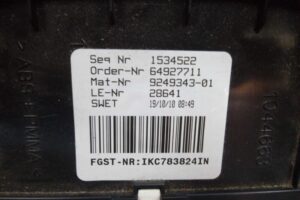 Seq Nr 1534522
Order-Nr 64927711
Mat-Nr 9249343-01
LE-Nr 28641
SWET 19/10/10 08:49
FGST-NR:IKC783824IN